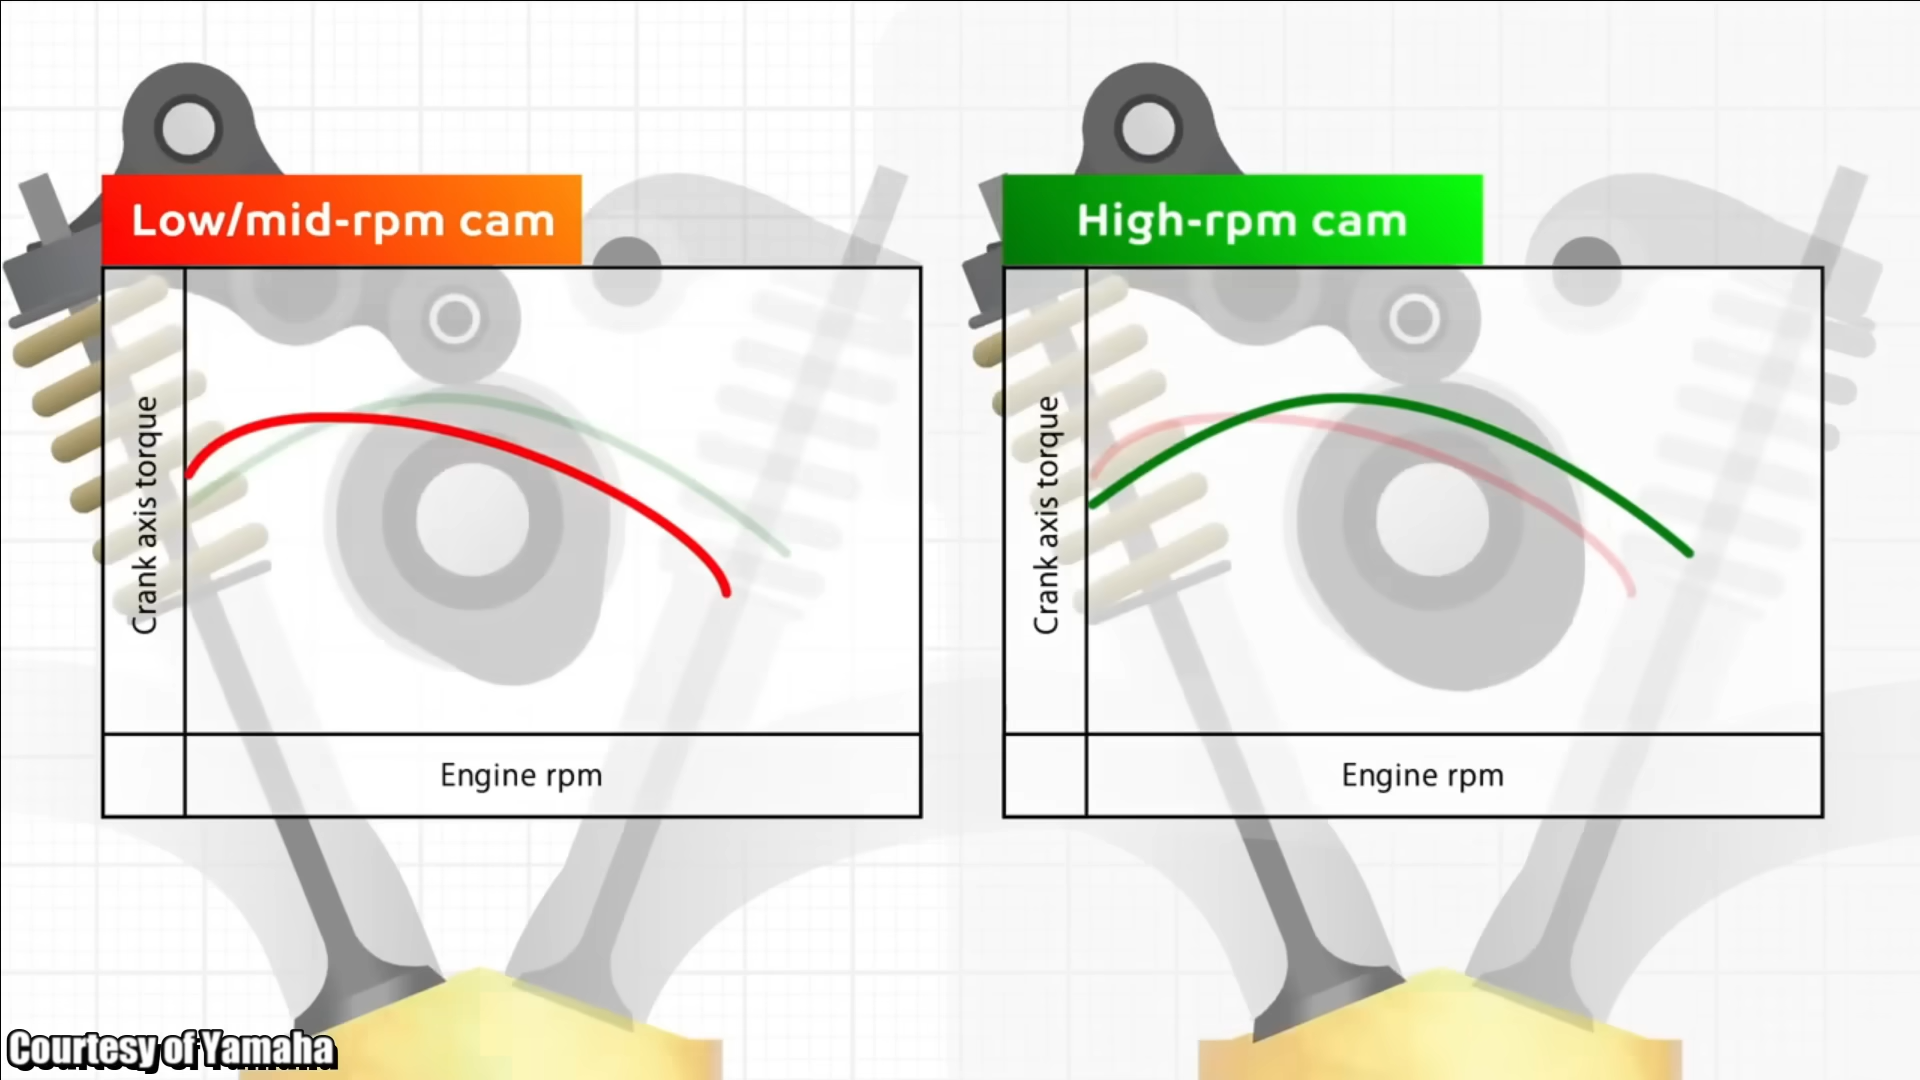 Low/mid-rpm cam
Crank axis torque
Engine rpm
High-rpm cam
Crank axis torque
Engine rpm
Courtesy of Yamaha